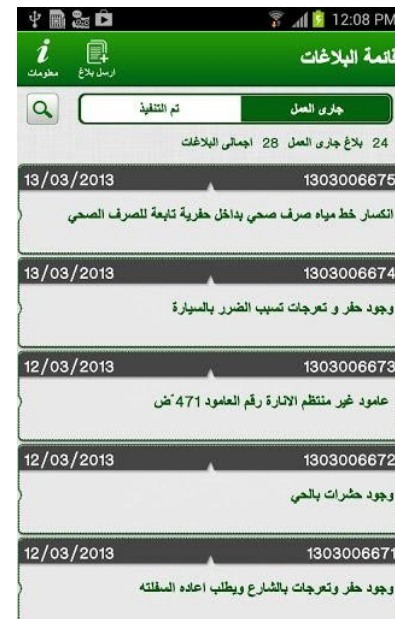 12:08 PM
قائمة البلاغات
ارسل بلاغ
معلومات
جارى العمل
تم التنفيذ
24 بلاغ جارى العمل 28 اجمالى البلاغات
1303006675 13/03/2013
انكسار خط مياه صرف صحي بداخل حفرية تابعة للصرف الصحي
1303006674 13/03/2013
وجود حفر و تعرجات تسبب الضرر بالسيارة
1303006673 12/03/2013
عامود غير منتظم الانارة رقم العامود 471 َض
1303006672 12/03/2013
وجود حشرات بالحي
1303006671 12/03/2013
وجود حفر وتعرجات بالشارع ويطلب اعاده السفلته